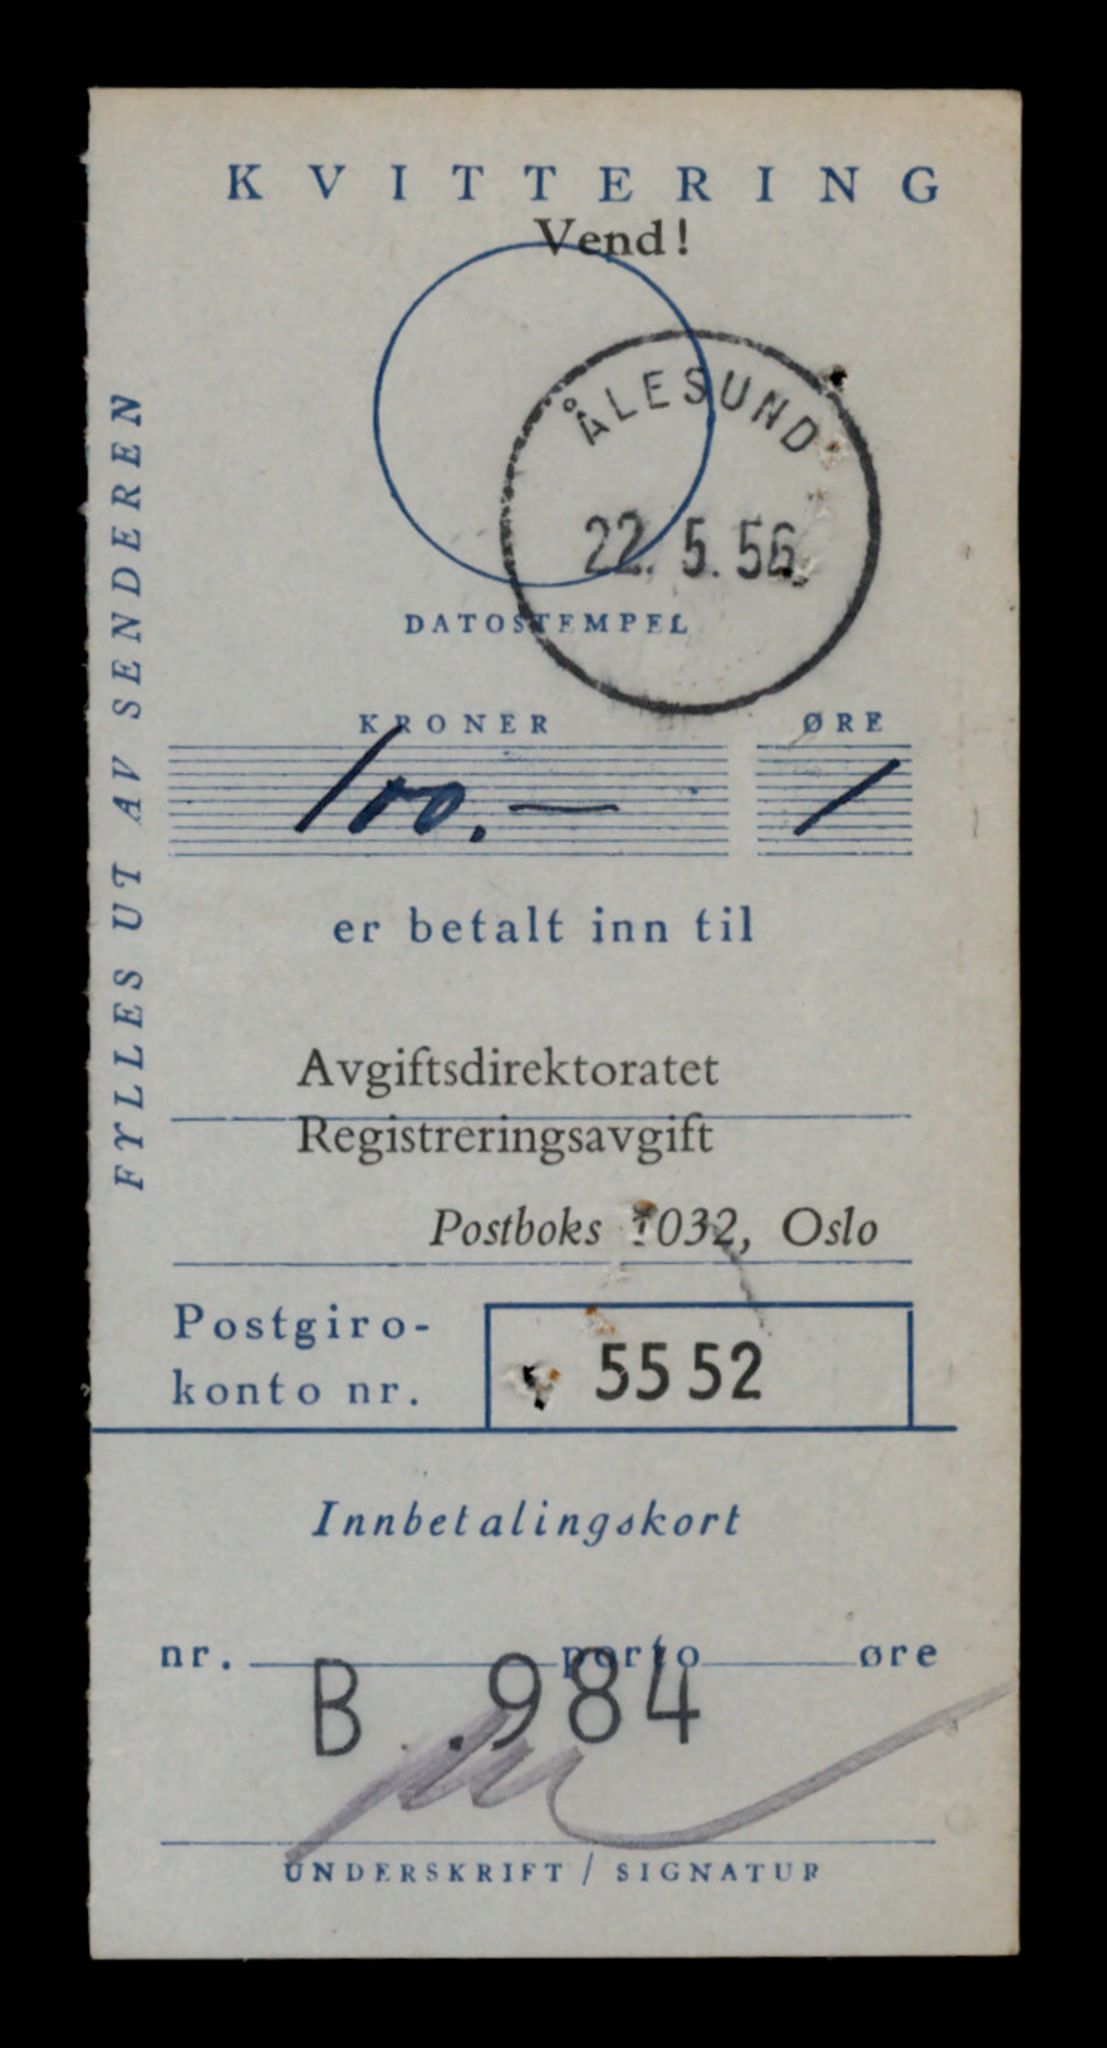 KVITTERING
Vend!
ÅLESUND
22. 5. 56
DATOSTEMPEL
FYLLES UT AV SENDEREN
KRONER ØRE
100.— /
er betalt inn til
Avgiftsdirektoratet
Registreringsavgift
Postboks 1032, Oslo
Postgiro-
konto nr.
5552
Innbetalingskort
nr. porto øre
B .984
UNDERSKRIFT / SIGNATUR